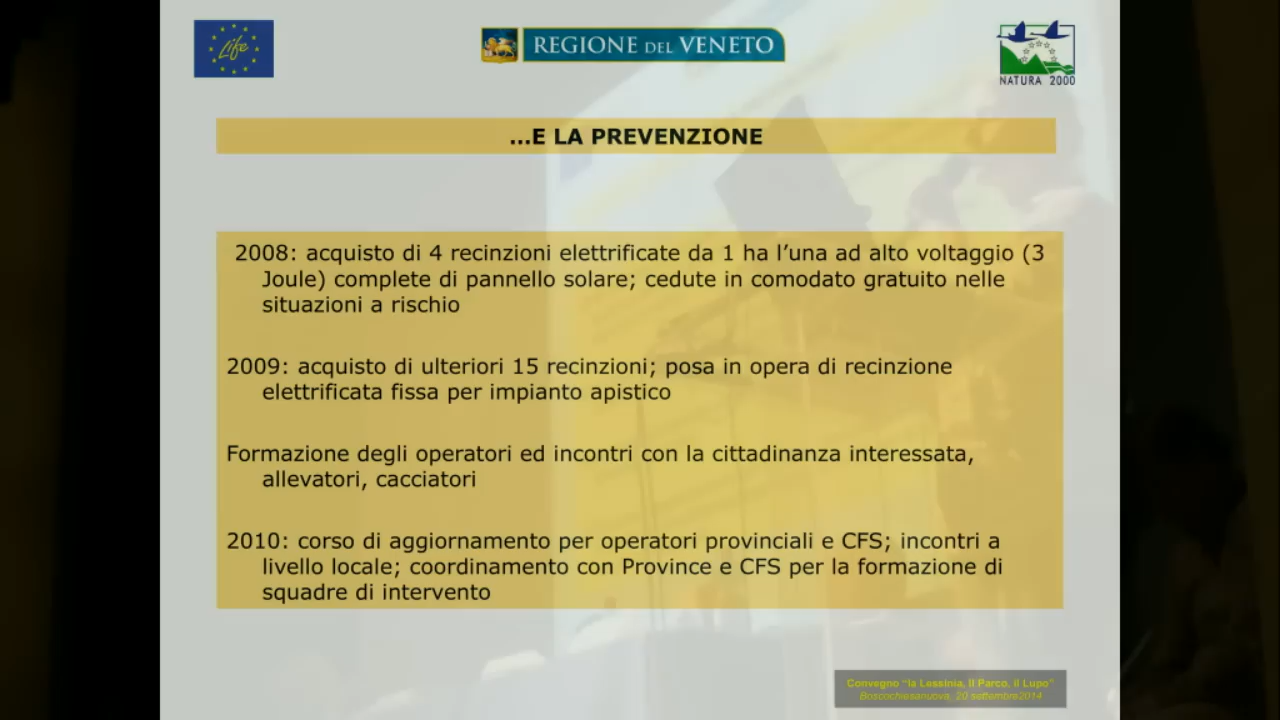 Life
REGIONE DEL VENETO
NATURA 2000
...E LA PREVENZIONE
2008: acquisto di 4 recinzioni elettrificate da 1 ha l’una ad alto voltaggio (3
Joule) complete di pannello solare; cedute in comodato gratuito nelle
situazioni a rischio
2009: acquisto di ulteriori 15 recinzioni; posa in opera di recinzione
elettrificata fissa per impianto apistico
Formazione degli operatori ed incontri con la cittadinanza interessata,
allevatori, cacciatori
2010: corso di aggiornamento per operatori provinciali e CFS; incontri a
livello locale; coordinamento con Province e CFS per la formazione di
squadre di intervento
Convegno “la Lessinia, Il Parco, il Lupo”
Boscochiesanuova, 20 settembre2014